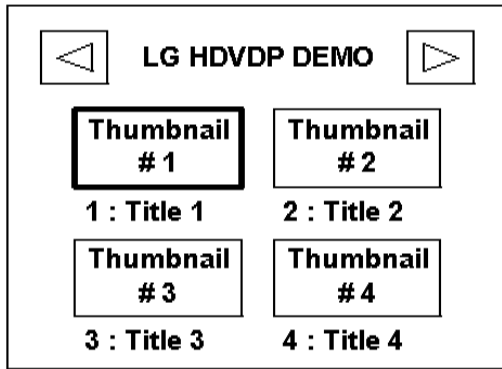 LG HDVDP DEMO
Thumbnail
# 1
Thumbnail
# 2
1 : Title 1
2 : Title 2
Thumbnail
# 3
Thumbnail
# 4
3 : Title 3
4 : Title 4